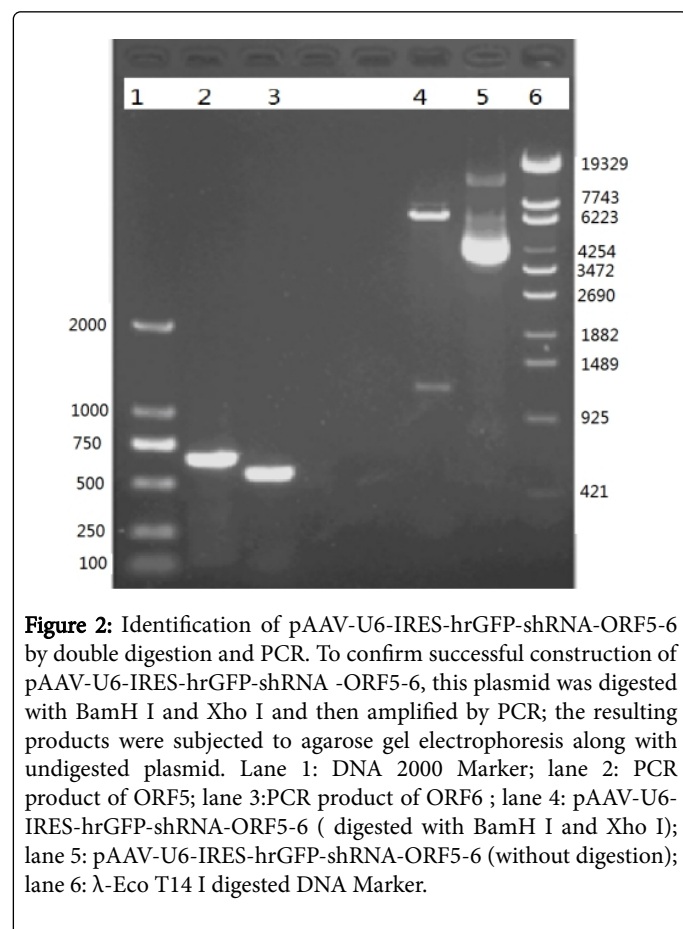 1 2 3 4 5 6
19329
7743
6223
4254
3472
2690
2000
1882
1489
1000
925
750
500
421
250
100
Figure 2: Identification of pAAV-U6-IRES-hrGFP-shRNA-ORF5-6
by double digestion and PCR. To confirm successful construction of
pAAV-U6-IRES-hrGFP-shRNA -ORF5-6, this plasmid was digested
with BamH I and Xho I and then amplified by PCR; the resulting
products were subjected to agarose gel electrophoresis along with
undigested plasmid. Lane 1: DNA 2000 Marker; lane 2: PCR
product of ORF5; lane 3:PCR product of ORF6 ; lane 4: pAAV-U6-
IRES-hrGFP-shRNA-ORF5-6 ( digested with BamH I and Xho I);
lane 5: pAAV-U6-IRES-hrGFP-shRNA-ORF5-6 (without digestion);
lane 6: λ-Eco T14 I digested DNA Marker.